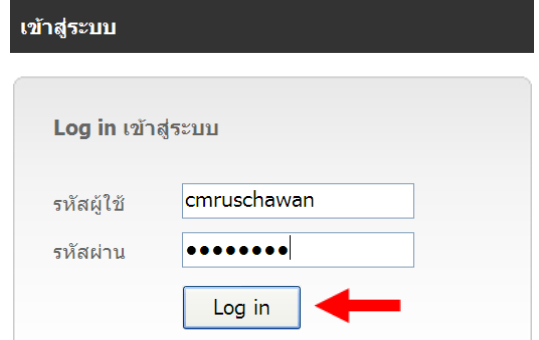 เข้าสู่ระบบ
Log in เข้าสู่ระบบ
รหัสผู้ใช้ cmruschawan
รหัสผ่าน ●●●●●●●●
Log in